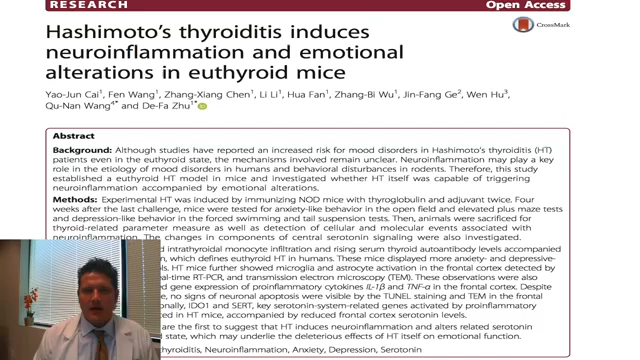 RESEARCH
Open Access
CrossMark
Hashimoto's thyroiditis induces
neuroinflammation and emotional
alterations in euthyroid mice
Yao-Jun Cai1, Fen Wang1, Zhang-Xiang Chen1, Li Li1, Hua Fan1, Zhang-Bi Wu1, Jin-Fang Ge2, Wen Hu3,
Qu-Nan Wang4* and De-Fa Zhu1*
Abstract
Background: Although studies have reported an increased risk for mood disorders in Hashimoto's thyroiditis (HT)
patients even in the euthyroid state, the mechanisms involved remain unclear. Neuroinflammation may play a key
role in the etiology of mood disorders in humans and behavioral disturbances in rodents. Therefore, this study
established a euthyroid HT model in mice and investigated whether HT itself was capable of triggering
neuroinflammation accompanied by emotional alterations.
Methods: Experimental HT was induced by immunizing NOD mice with thyroglobulin and adjuvant twice. Four
weeks after the last challenge, mice were tested for anxiety-like behavior in the open field and elevated plus maze tests
and depression-like behavior in the forced swimming and tail suspension tests. Then, animals were sacrificed for
thyroid-related parameter measure as well as detection of cellular and molecular events associated with
neuroinflammation. The changes in components of central serotonin signaling were also investigated.
intrathyroidal monocyte infiltration and rising serum thyroid autoantibody levels accompanied
which defines euthyroid HT in humans. These mice displayed more anxiety- and depressive-
HT mice further showed microglia and astrocyte activation in the frontal cortex detected by
real-time RT-PCR, and transmission electron microscopy (TEM). These observations were also
gene expression of proinflammatory cytokines IL-1β and TNF-α in the frontal cortex. Despite
no signs of neuronal apoptosis were visible by the TUNEL staining and TEM in the frontal
IDO1 and SERT, key serotonin-system-related genes activated by proinflammatory
in HT mice, accompanied by reduced frontal cortex serotonin levels.
are the first to suggest that HT induces neuroinflammation and alters related serotonin
state, which may underlie the deleterious effects of HT itself on emotional function.
Neuroinflammation, Anxiety, Depression, Serotonin